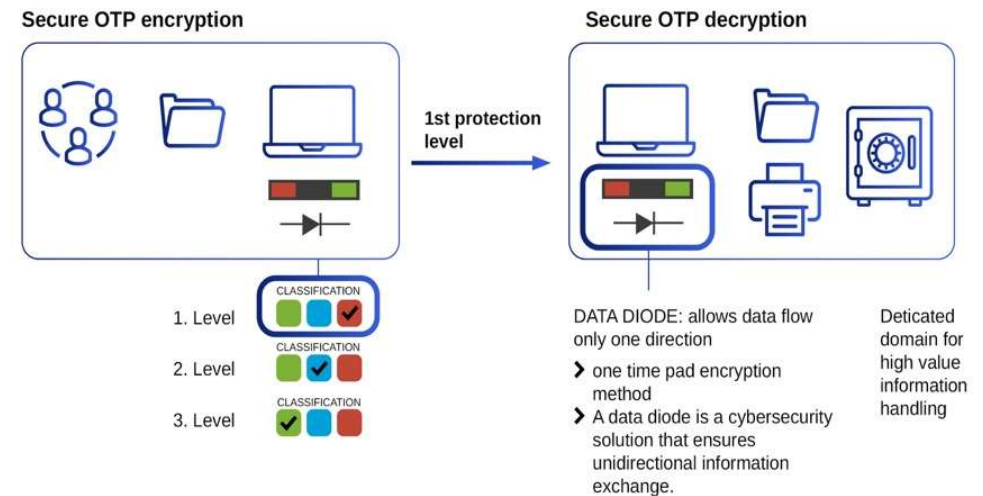 Secure OTP encryption
Secure OTP decryption
1st protection
level
CLASSIFICATION
1. Level
CLASSIFICATION
2. Level
CLASSIFICATION
3. Level
DATA DIODE: allows data flow
only one direction
one time pad encryption
method
A data diode is a cybersecurity
solution that ensures
unidirectional information
exchange.
Deticated
domain for
high value
information
handling